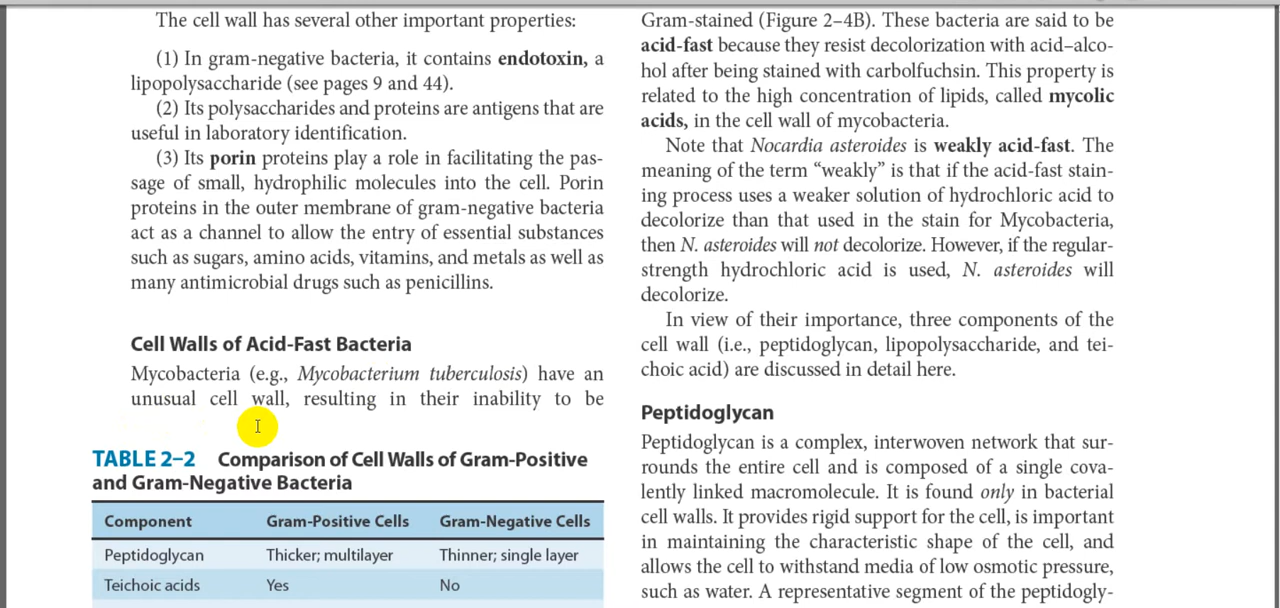 The cell wall has several other important properties:
(1) In gram-negative bacteria, it contains endotoxin, a
lipopolysaccharide (see pages 9 and 44).
(2) Its polysaccharides and proteins are antigens that are
useful in laboratory identification.
(3) Its porin proteins play a role in facilitating the pas-
sage of small, hydrophilic molecules into the cell. Porin
proteins in the outer membrane of gram-negative bacteria
act as a channel to allow the entry of essential substances
such as sugars, amino acids, vitamins, and metals as well as
many antimicrobial drugs such as penicillins.
Cell Walls of Acid-Fast Bacteria
Mycobacteria (e.g., Mycobacterium tuberculosis) have an
unusual cell wall, resulting in their inability to be
TABLE 2–2 Comparison of Cell Walls of Gram-Positive
and Gram-Negative Bacteria
Component Gram-Positive Cells Gram-Negative Cells
Peptidoglycan Thicker; multilayer Thinner; single layer
Teichoic acids Yes No
Gram-stained (Figure 2–4B). These bacteria are said to be
acid-fast because they resist decolorization with acid–alco-
hol after being stained with carbolfuchsin. This property is
related to the high concentration of lipids, called mycolic
acids, in the cell wall of mycobacteria.
Note that Nocardia asteroides is weakly acid-fast. The
meaning of the term “weakly” is that if the acid-fast stain-
ing process uses a weaker solution of hydrochloric acid to
decolorize than that used in the stain for Mycobacteria,
then N. asteroides will not decolorize. However, if the regular-
strength hydrochloric acid is used, N. asteroides will
decolorize.
In view of their importance, three components of the
cell wall (i.e., peptidoglycan, lipopolysaccharide, and tei-
choic acid) are discussed in detail here.
Peptidoglycan
Peptidoglycan is a complex, interwoven network that sur-
rounds the entire cell and is composed of a single cova-
lently linked macromolecule. It is found only in bacterial
cell walls. It provides rigid support for the cell, is important
in maintaining the characteristic shape of the cell, and
allows the cell to withstand media of low osmotic pressure,
such as water. A representative segment of the peptidogly-